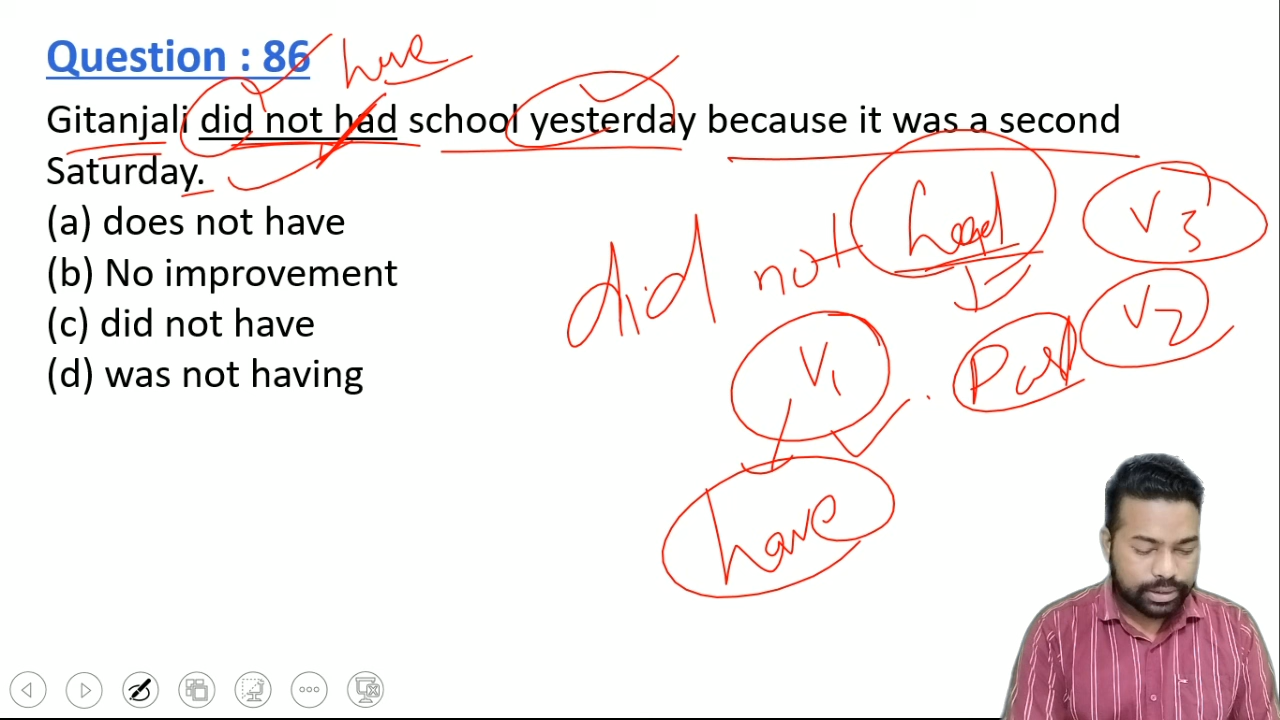 Question : 86
have
Gitanjali did not had school yesterday because it was a second
Saturday.
(a) does not have
(b) No improvement
(c) did not have
(d) was not having
did not had
V3
V2
V1
Past
have